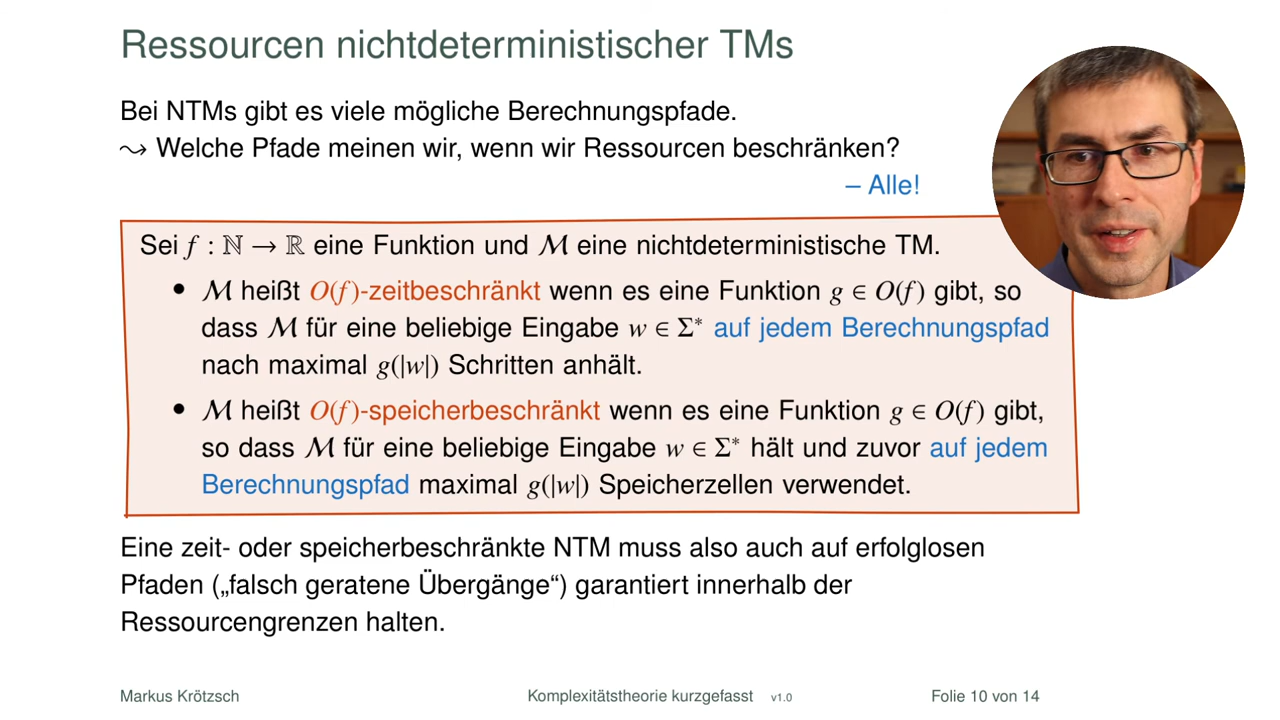 Ressourcen nichtdeterministischer TMs
Bei NTMs gibt es viele mögliche Berechnungspfade.
⤳ Welche Pfade meinen wir, wenn wir Ressourcen beschränken?
– Alle!
Sei f : ℕ → ℝ eine Funktion und ℳ eine nichtdeterministische TM.
• ℳ heißt O(f)-zeitbeschränkt wenn es eine Funktion g ∈ O(f) gibt, so
dass ℳ für eine beliebige Eingabe w ∈ Σ* auf jedem Berechnungspfad
nach maximal g(|w|) Schritten anhält.
• ℳ heißt O(f)-speicherbeschränkt wenn es eine Funktion g ∈ O(f) gibt,
so dass ℳ für eine beliebige Eingabe w ∈ Σ* hält und zuvor auf jedem
Berechnungspfad maximal g(|w|) Speicherzellen verwendet.
Eine zeit- oder speicherbeschränkte NTM muss also auch auf erfolglosen
Pfaden („falsch geratene Übergänge“) garantiert innerhalb der
Ressourcengrenzen halten.
Markus Krötzsch Komplexitätstheorie kurzgefasst v1.0 Folie 10 von 14